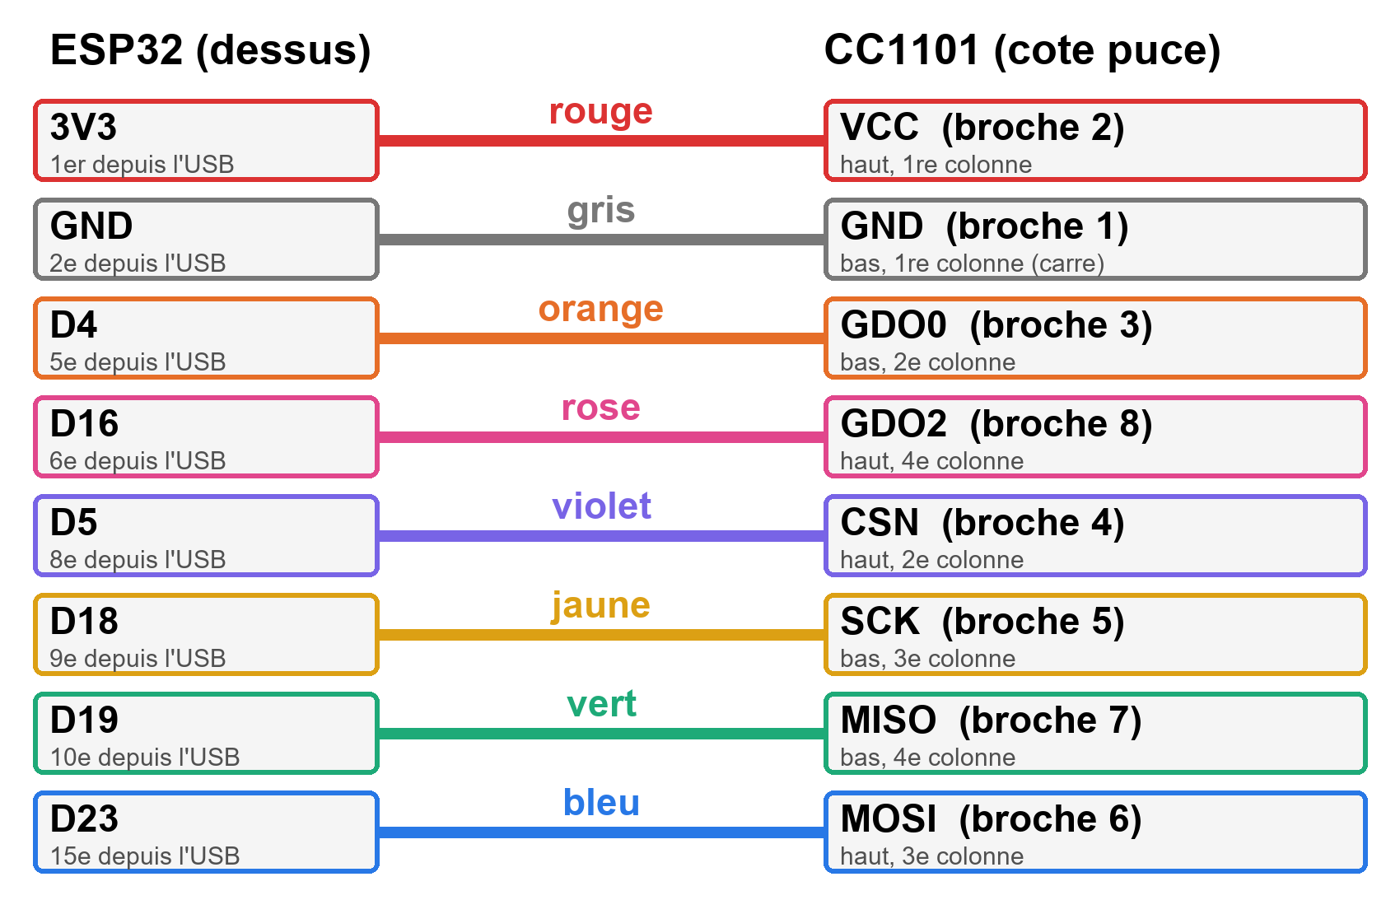 ESP32 (dessus)
CC1101 (cote puce)
3V3
1er depuis l'USB
rouge
VCC (broche 2)
haut, 1re colonne
GND
2e depuis l'USB
gris
GND (broche 1)
bas, 1re colonne (carre)
D4
5e depuis l'USB
orange
GDO0 (broche 3)
bas, 2e colonne
D16
6e depuis l'USB
rose
GDO2 (broche 8)
haut, 4e colonne
D5
8e depuis l'USB
violet
CSN (broche 4)
haut, 2e colonne
D18
9e depuis l'USB
jaune
SCK (broche 5)
bas, 3e colonne
D19
10e depuis l'USB
vert
MISO (broche 7)
bas, 4e colonne
D23
15e depuis l'USB
bleu
MOSI (broche 6)
haut, 3e colonne